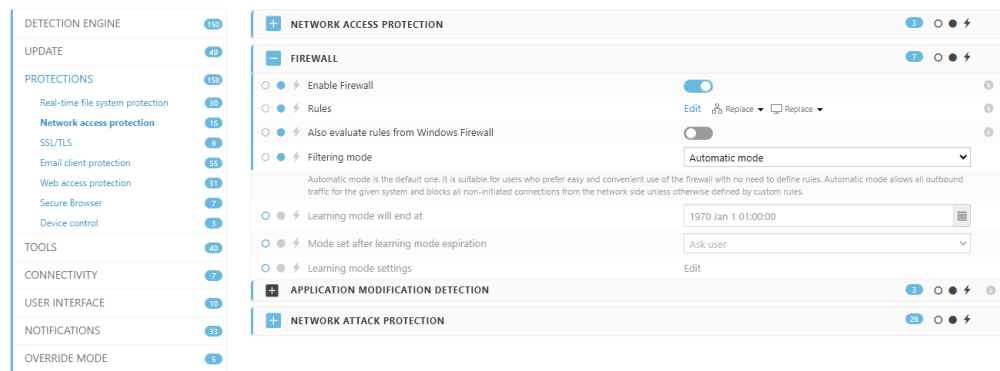 DETECTION ENGINE 150
UPDATE 49
PROTECTIONS 158
Real-time file system protection 30
Network access protection 15
SSL/TLS 9
Email client protection 55
Web access protection 31
Secure Browser 7
Device control 3
TOOLS 40
CONNECTIVITY 7
USER INTERFACE 10
NOTIFICATIONS 33
OVERRIDE MODE 5
NETWORK ACCESS PROTECTION 3
FIREWALL 7
Enable Firewall
Rules Edit Replace Replace
Also evaluate rules from Windows Firewall
Filtering mode Automatic mode
Automatic mode is the default one. It is suitable for users who prefer easy and convenient use of the firewall with no need to define rules. Automatic mode allows all outbound
traffic for the given system and blocks all non-initiated connections from the network side unless otherwise defined by custom rules.
Learning mode will end at 1970 Jan 1 01:00:00
Mode set after learning mode expiration Ask user
Learning mode settings Edit
APPLICATION MODIFICATION DETECTION 3
NETWORK ATTACK PROTECTION 26